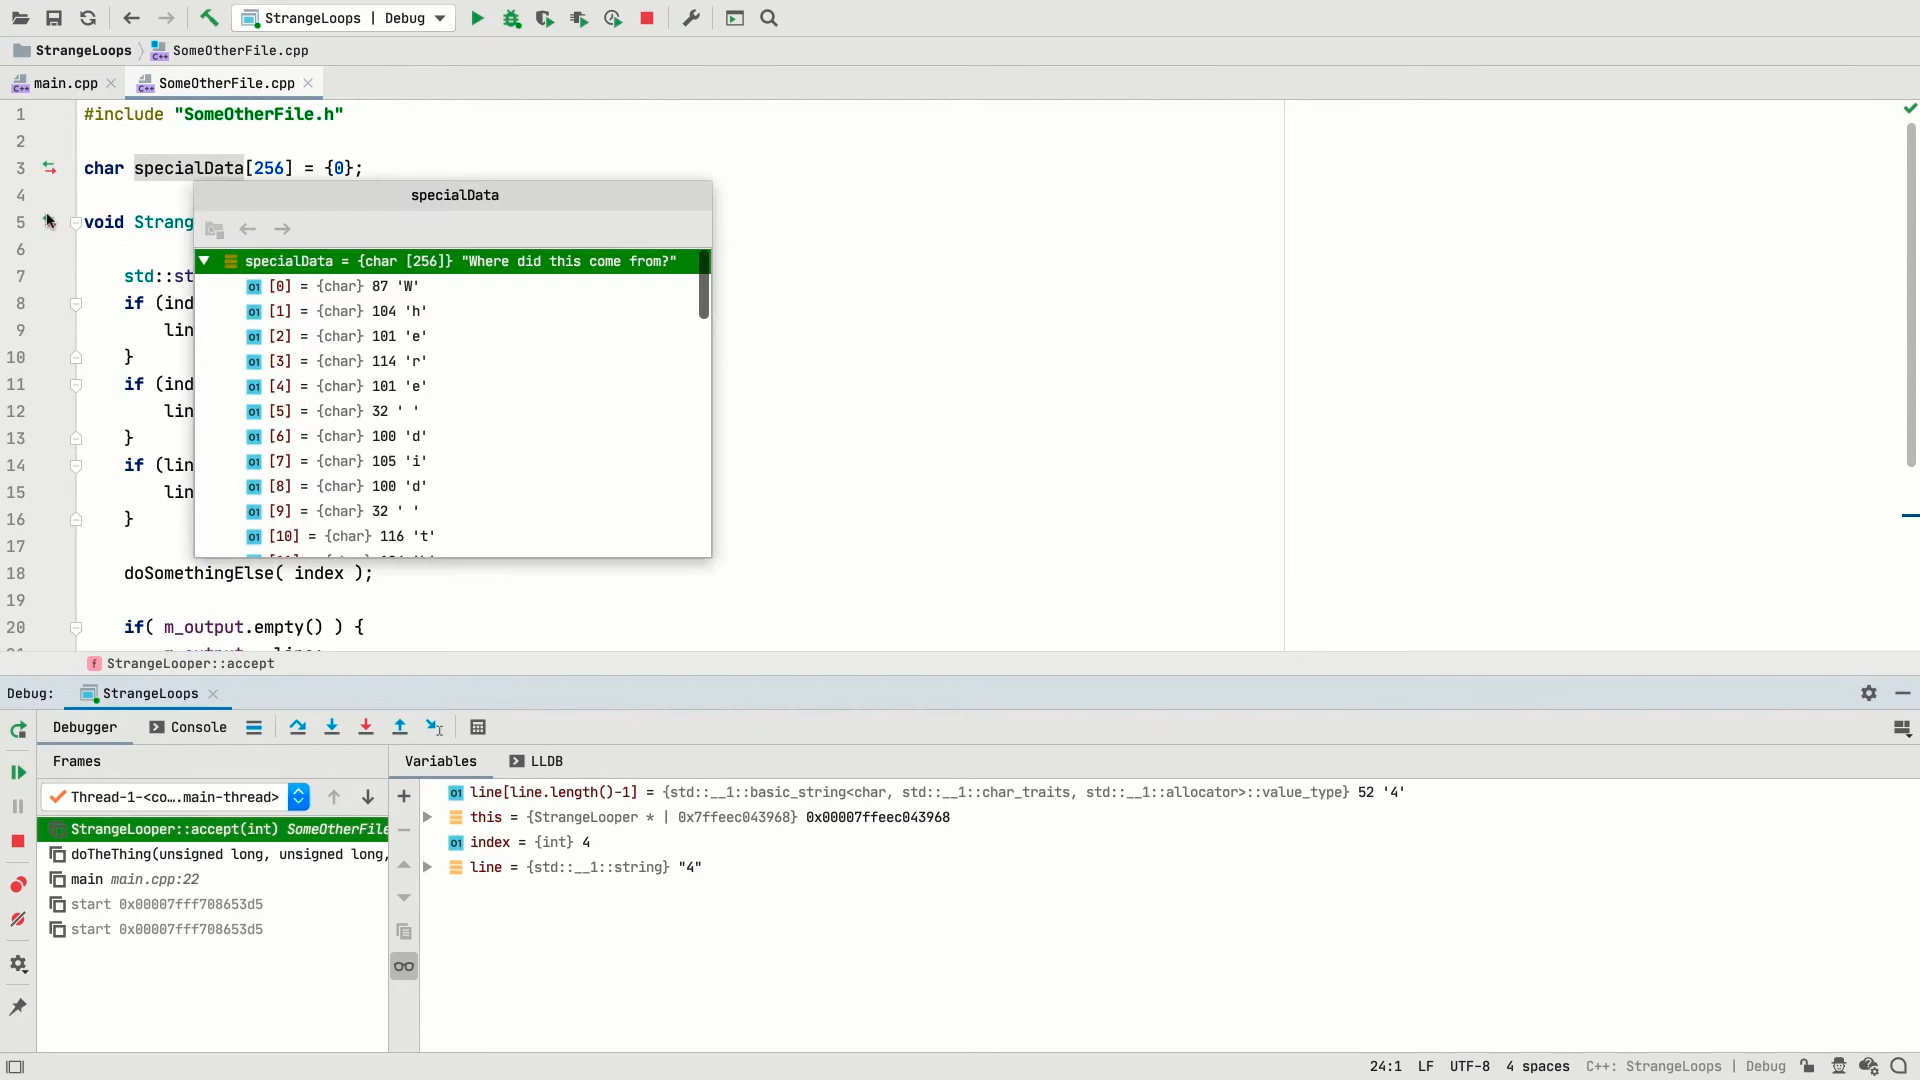 StrangeLoops | Debug
StrangeLoops
SomeOtherFile.cpp
main.cpp
SomeOtherFile.cpp
1 #include "SomeOtherFile.h"
2
3 char specialData[256] = {0};
4
5 void Strang
6
7 std::st
8 if (ind
9 lin
10 }
11 if (ind
12 lin
13 }
14 if (lin
15 lin
16 }
17
18 doSomethingElse( index );
19
20 if( m_output.empty() ) {
specialData
specialData = {char [256]} "Where did this come from?"
[0] = {char} 87 'W'
[1] = {char} 104 'h'
[2] = {char} 101 'e'
[3] = {char} 114 'r'
[4] = {char} 101 'e'
[5] = {char} 32 ' '
[6] = {char} 100 'd'
[7] = {char} 105 'i'
[8] = {char} 100 'd'
[9] = {char} 32 ' '
[10] = {char} 116 't'
StrangeLooper::accept
Debug:
StrangeLoops
Debugger
Console
Frames
Variables
LLDB
Thread-1-<co….main-thread>
StrangeLooper::accept(int) SomeOtherFile
doTheThing(unsigned long, unsigned long,
main main.cpp:22
start 0x00007fff708653d5
start 0x00007fff708653d5
line[line.length()-1] = {std::__1::basic_string<char, std::__1::char_traits, std::__1::allocator>::value_type} 52 '4'
this = {StrangeLooper * | 0x7ffeec043968} 0x00007ffeec043968
index = {int} 4
line = {std::__1::string} "4"
24:1 LF UTF-8 4 spaces C++: StrangeLoops | Debug